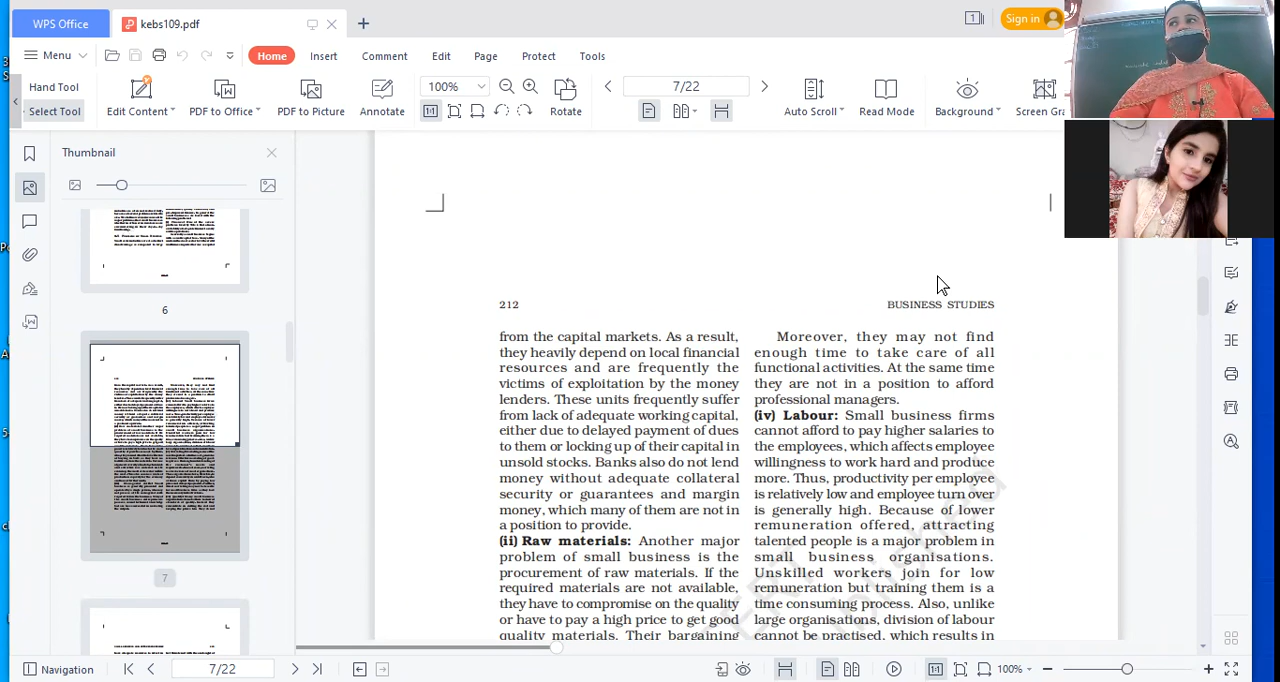 WPS Office
kebs109.pdf
Sign in
Menu
Home
Insert
Comment
Edit
Page
Protect
Tools
Hand Tool
Select Tool
Edit Content
PDF to Office
PDF to Picture
Annotate
100%
Rotate
7/22
Auto Scroll
Read Mode
Background
Screen Gra
Thumbnail
6
7
212
BUSINESS STUDIES
from the capital markets. As a result,
they heavily depend on local financial
resources and are frequently the
victims of exploitation by the money
lenders. These units frequently suffer
from lack of adequate working capital,
either due to delayed payment of dues
to them or locking up of their capital in
unsold stocks. Banks also do not lend
money without adequate collateral
security or guarantees and margin
money, which many of them are not in
a position to provide.
(ii) Raw materials: Another major
problem of small business is the
procurement of raw materials. If the
required materials are not available,
they have to compromise on the quality
or have to pay a high price to get good
quality materials. Their bargaining
Moreover, they may not find
enough time to take care of all
functional activities. At the same time
they are not in a position to afford
professional managers.
(iv) Labour: Small business firms
cannot afford to pay higher salaries to
the employees, which affects employee
willingness to work hard and produce
more. Thus, productivity per employee
is relatively low and employee turn over
is generally high. Because of lower
remuneration offered, attracting
talented people is a major problem in
small business organisations.
Unskilled workers join for low
remuneration but training them is a
time consuming process. Also, unlike
large organisations, division of labour
cannot be practised, which results in
Navigation
7/22
100%